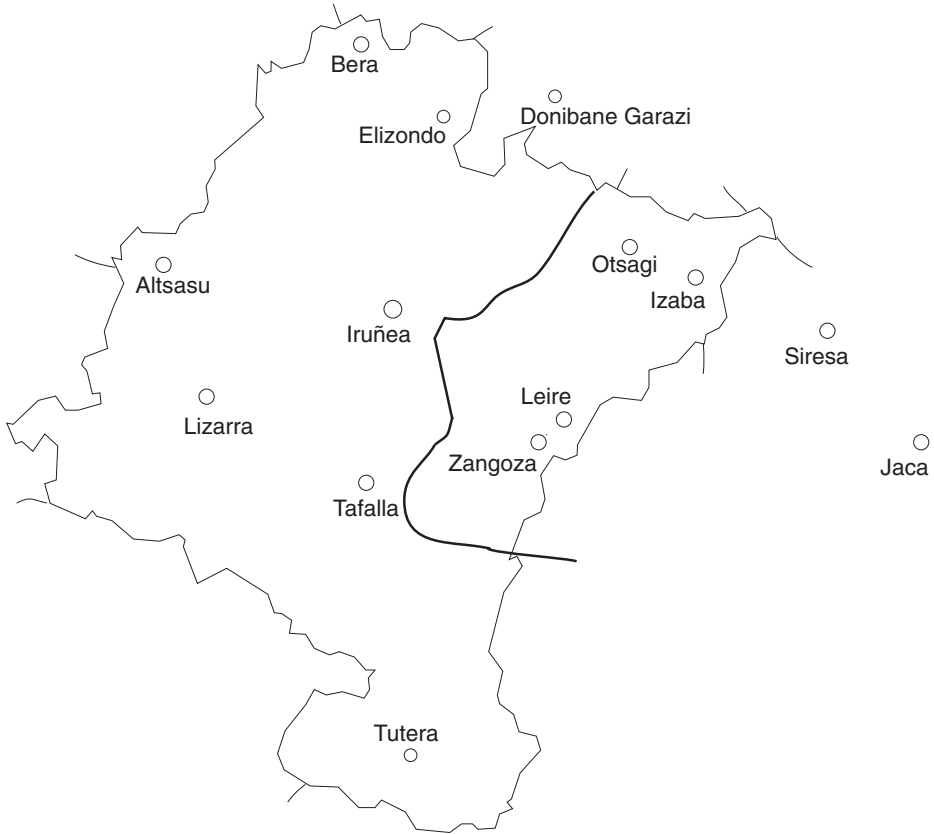 Bera
Donibane Garazi
Elizondo
Otsagi
Altsasu
Izaba
Iruñea
Siresa
Leire
Lizarra
Zangoza
Jaca
Tafalla
Tutera